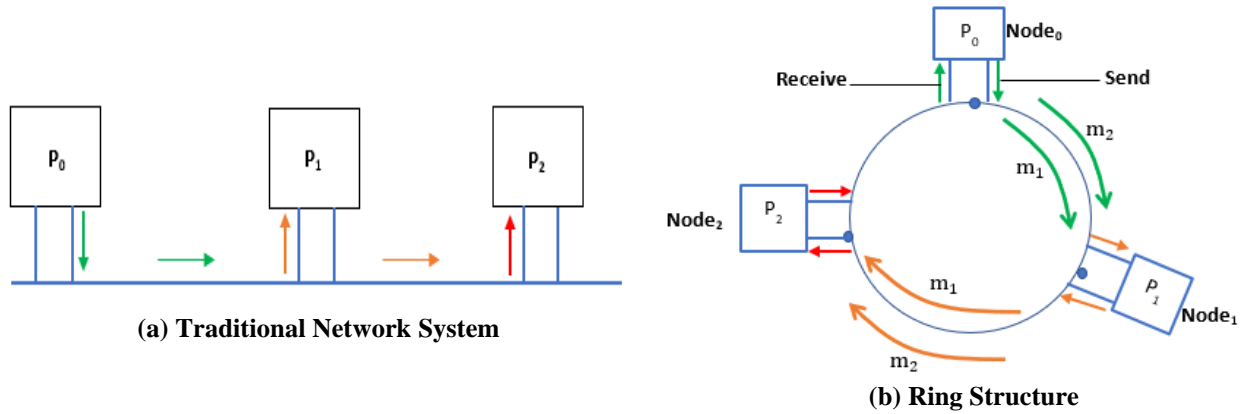 P₀ P₁ P₂
(a) Traditional Network System
P₀ Node₀
Receive Send
m₂
m₁
P₂
Node₂
P₁
Node₁
m₁
m₂
(b) Ring Structure